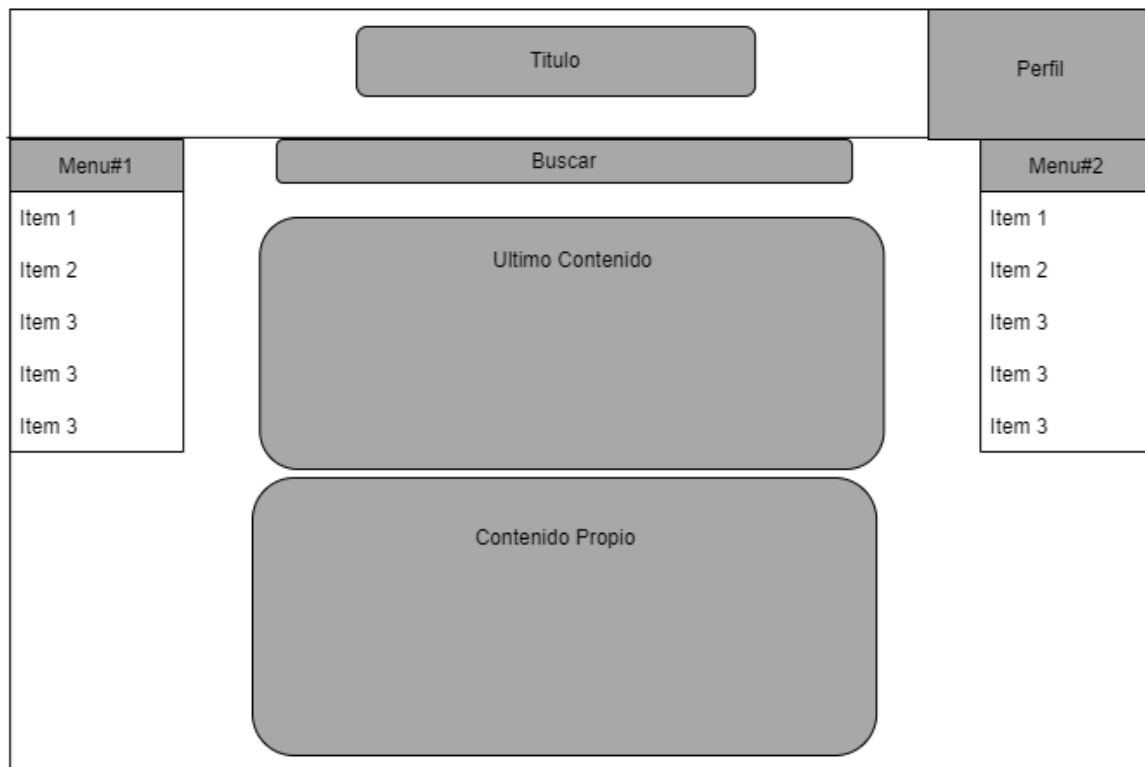 Titulo
Perfil
Menu#1
Buscar
Menu#2
Item 1
Item 2
Item 3
Item 3
Item 3
Ultimo Contenido
Contenido Propio
Item 1
Item 2
Item 3
Item 3
Item 3